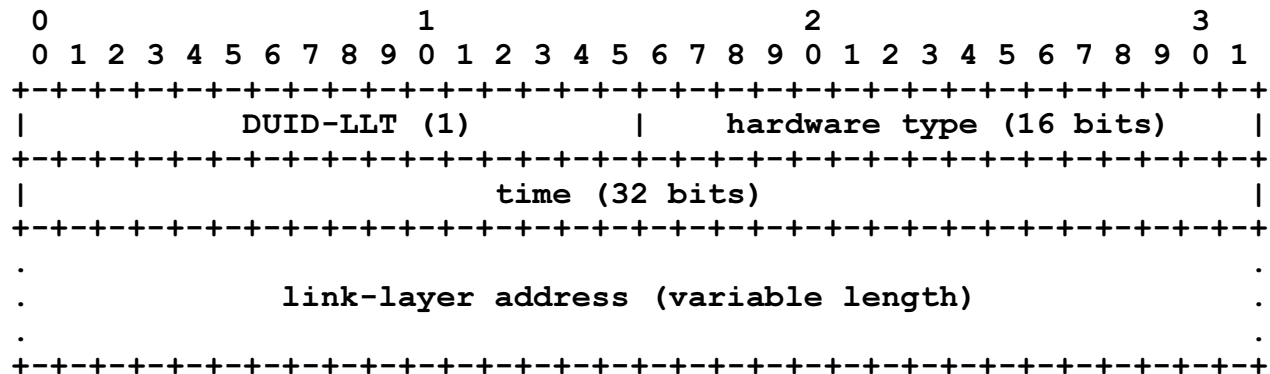 0                   1                   2                   3
 0 1 2 3 4 5 6 7 8 9 0 1 2 3 4 5 6 7 8 9 0 1 2 3 4 5 6 7 8 9 0 1
+-+-+-+-+-+-+-+-+-+-+-+-+-+-+-+-+-+-+-+-+-+-+-+-+-+-+-+-+-+-+-+-+
|           DUID-LLT (1)        |    hardware type (16 bits)    |
+-+-+-+-+-+-+-+-+-+-+-+-+-+-+-+-+-+-+-+-+-+-+-+-+-+-+-+-+-+-+-+-+
|                        time (32 bits)                         |
+-+-+-+-+-+-+-+-+-+-+-+-+-+-+-+-+-+-+-+-+-+-+-+-+-+-+-+-+-+-+-+-+
.                                                               .
.             link-layer address (variable length)              .
.                                                               .
+-+-+-+-+-+-+-+-+-+-+-+-+-+-+-+-+-+-+-+-+-+-+-+-+-+-+-+-+-+-+-+-+